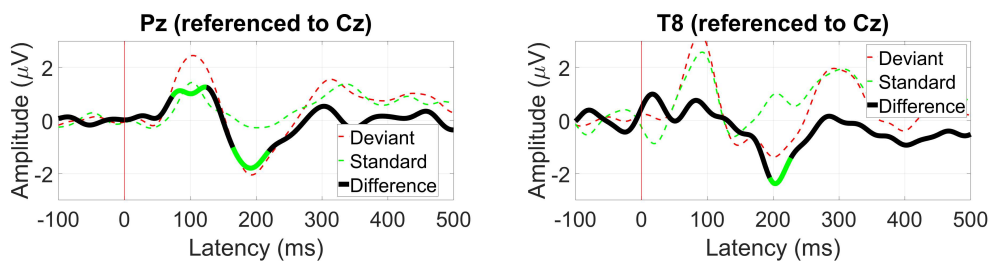 Pz (referenced to Cz)
Amplitude (μV)
2
0
-2
-100 0 100 200 300 400 500
Latency (ms)
Deviant
Standard
Difference
T8 (referenced to Cz)
Amplitude (μV)
2
0
-2
-100 0 100 200 300 400 500
Latency (ms)
Deviant
Standard
Difference